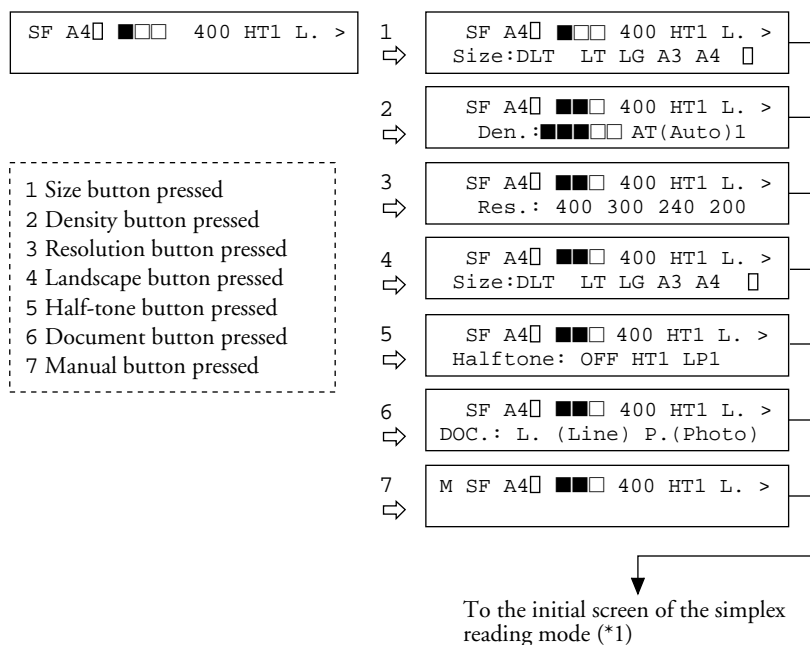 SF A4▯ ■□□ 400 HT1 L. >
1 Size button pressed
2 Density button pressed
3 Resolution button pressed
4 Landscape button pressed
5 Half-tone button pressed
6 Document button pressed
7 Manual button pressed
1
SF A4▯ ■□□ 400 HT1 L. >
Size:DLT LT LG A3 A4 ▯
2
SF A4▯ ■■□ 400 HT1 L. >
Den.:■■■□□ AT(Auto)1
3
SF A4▯ ■■□ 400 HT1 L. >
Res.: 400 300 240 200
4
SF A4▯ ■■□ 400 HT1 L. >
Size:DLT LT LG A3 A4 ▯
5
SF A4▯ ■■□ 400 HT1 L. >
Halftone: OFF HT1 LP1
6
SF A4▯ ■■□ 400 HT1 L. >
DOC.: L. (Line) P.(Photo)
7
M SF A4▯ ■■□ 400 HT1 L. >
To the initial screen of the simplex
reading mode (*1)